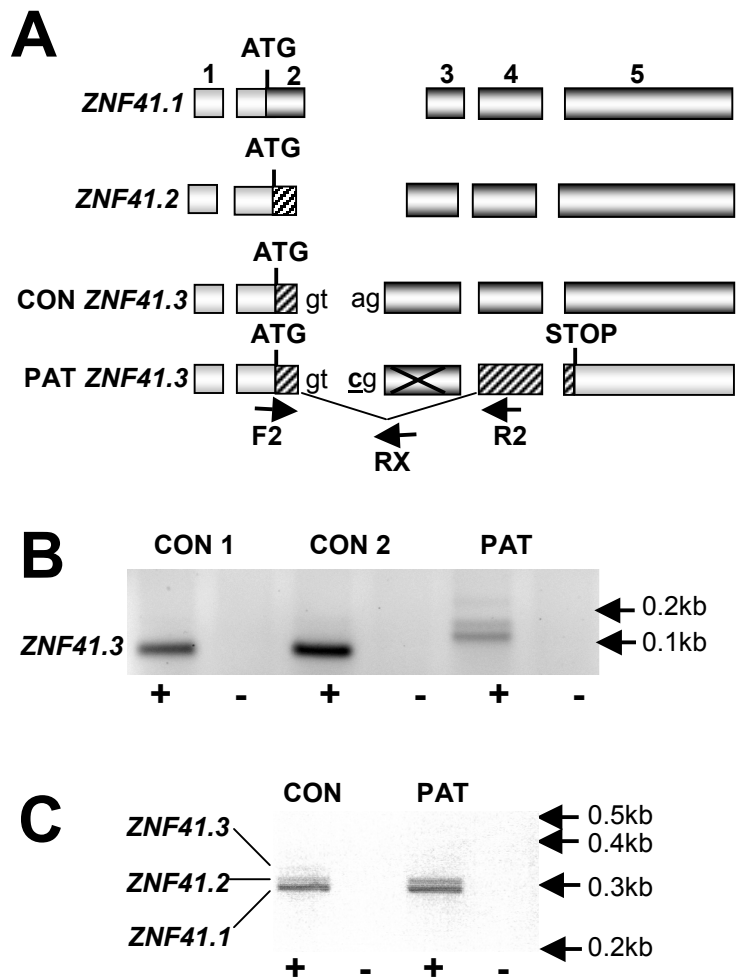 A
ATG
1 2 3 4 5
ZNF41.1
ATG
ZNF41.2
ATG
CON ZNF41.3 gt ag
ATG STOP
PAT ZNF41.3 gt cg
F2 R2
RX
B
CON 1 CON 2 PAT
0.2kb
ZNF41.3 0.1kb
+ - + - + -
C
CON PAT
0.5kb
ZNF41.3 0.4kb
ZNF41.2 0.3kb
ZNF41.1
0.2kb
+ - + -